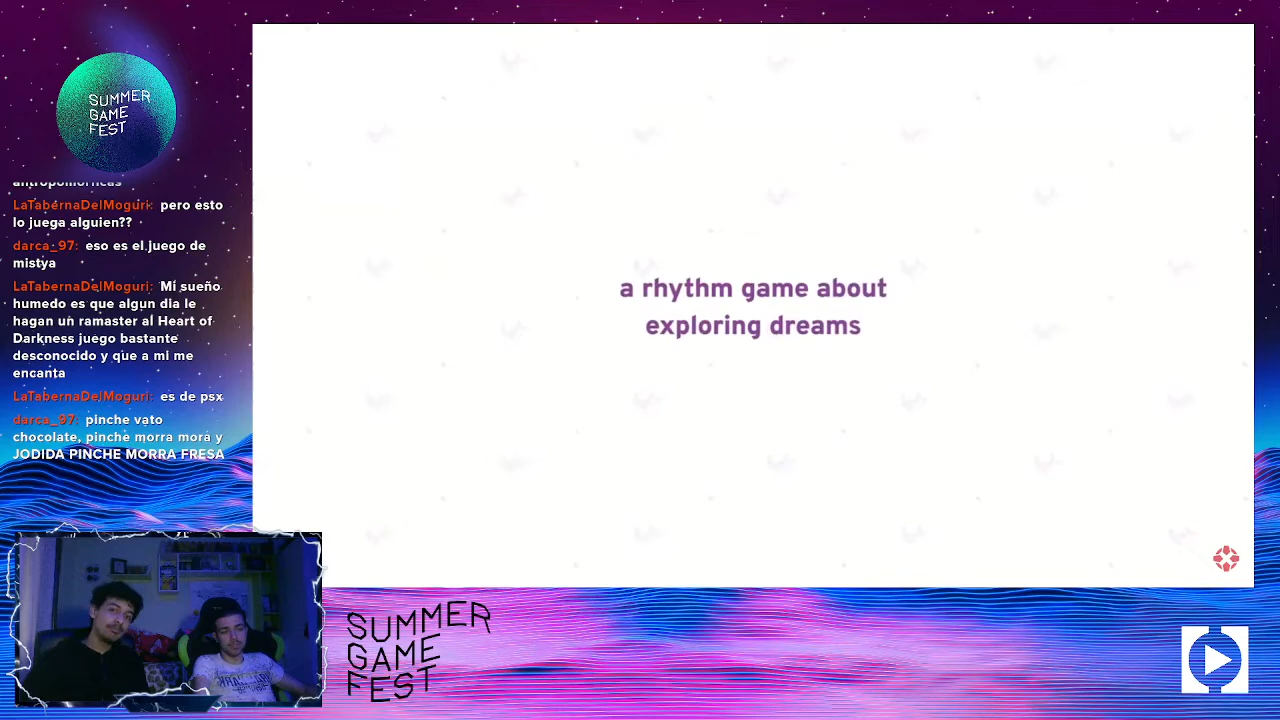 SUMMER
GAME
FEST
antropomórficas
LaTabernaDelMoguri: pero esto
lo juega alguien??
darca_97: eso es el juego de
mistya
LaTabernaDelMoguri: Mi sueño
humedo es que algun dia le
hagan un ramaster al Heart of
Darkness juego bastante
desconocido y que a mi me
encanta
LaTabernaDelMoguri: es de psx
darca_97: pinche vato
chocolate, pinche morra mora y
JODIDA PINCHE MORRA FRESA
a rhythm game about
exploring dreams
SUMMER
GAME
FEST